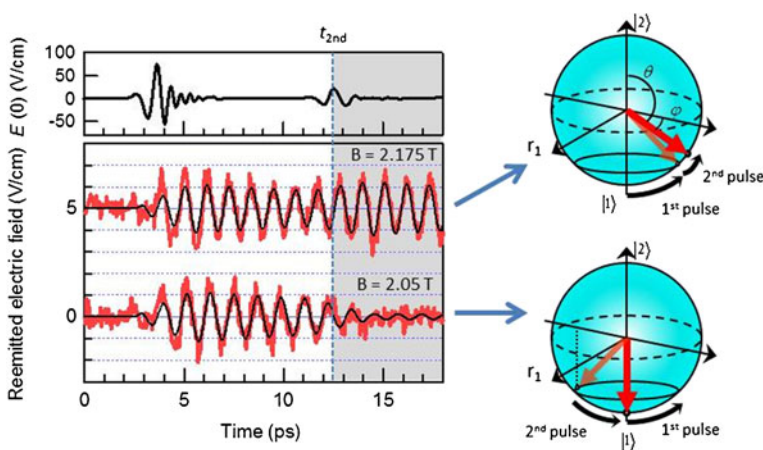 t2nd
E (0) (V/cm)
100
50
0
-50
Reemitted electric field (V/cm)
B = 2.175 T
5
B = 2.05 T
0
0 5 10 15
Time (ps)
|2⟩
θ
φ
r1
|1⟩
2nd pulse
1st pulse
|2⟩
r1
2nd pulse
|1⟩
1st pulse